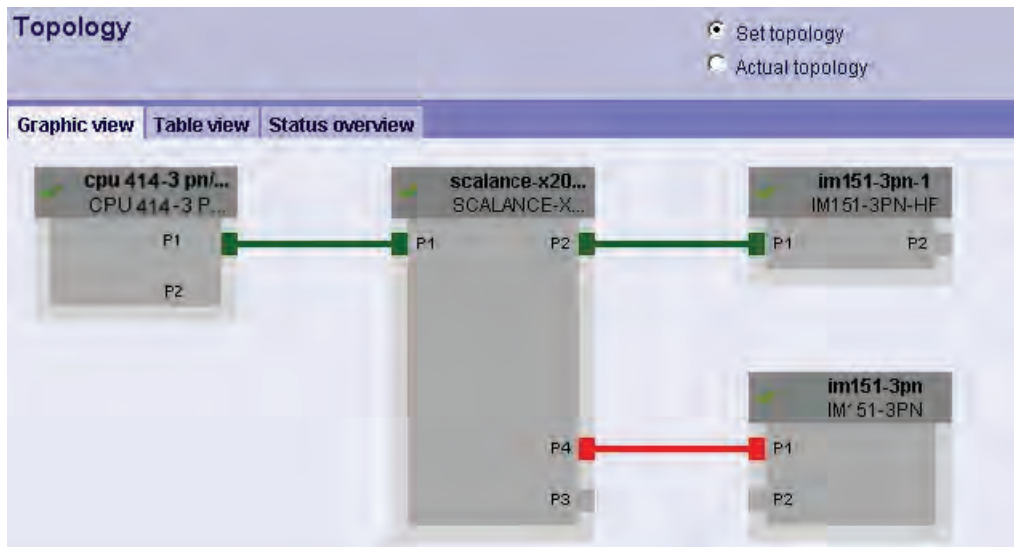 Topology
Set topology
Actual topology
Graphic view Table view Status overview
cpu 414-3 pn/...
CPU 414-3 P...
P1
P2
scalance-x20...
SCALANCE-X...
P1 P2
P4
P3
im151-3pn-1
IM151-3PN-HF
P1 P2
im151-3pn
IM151-3PN
P1
P2